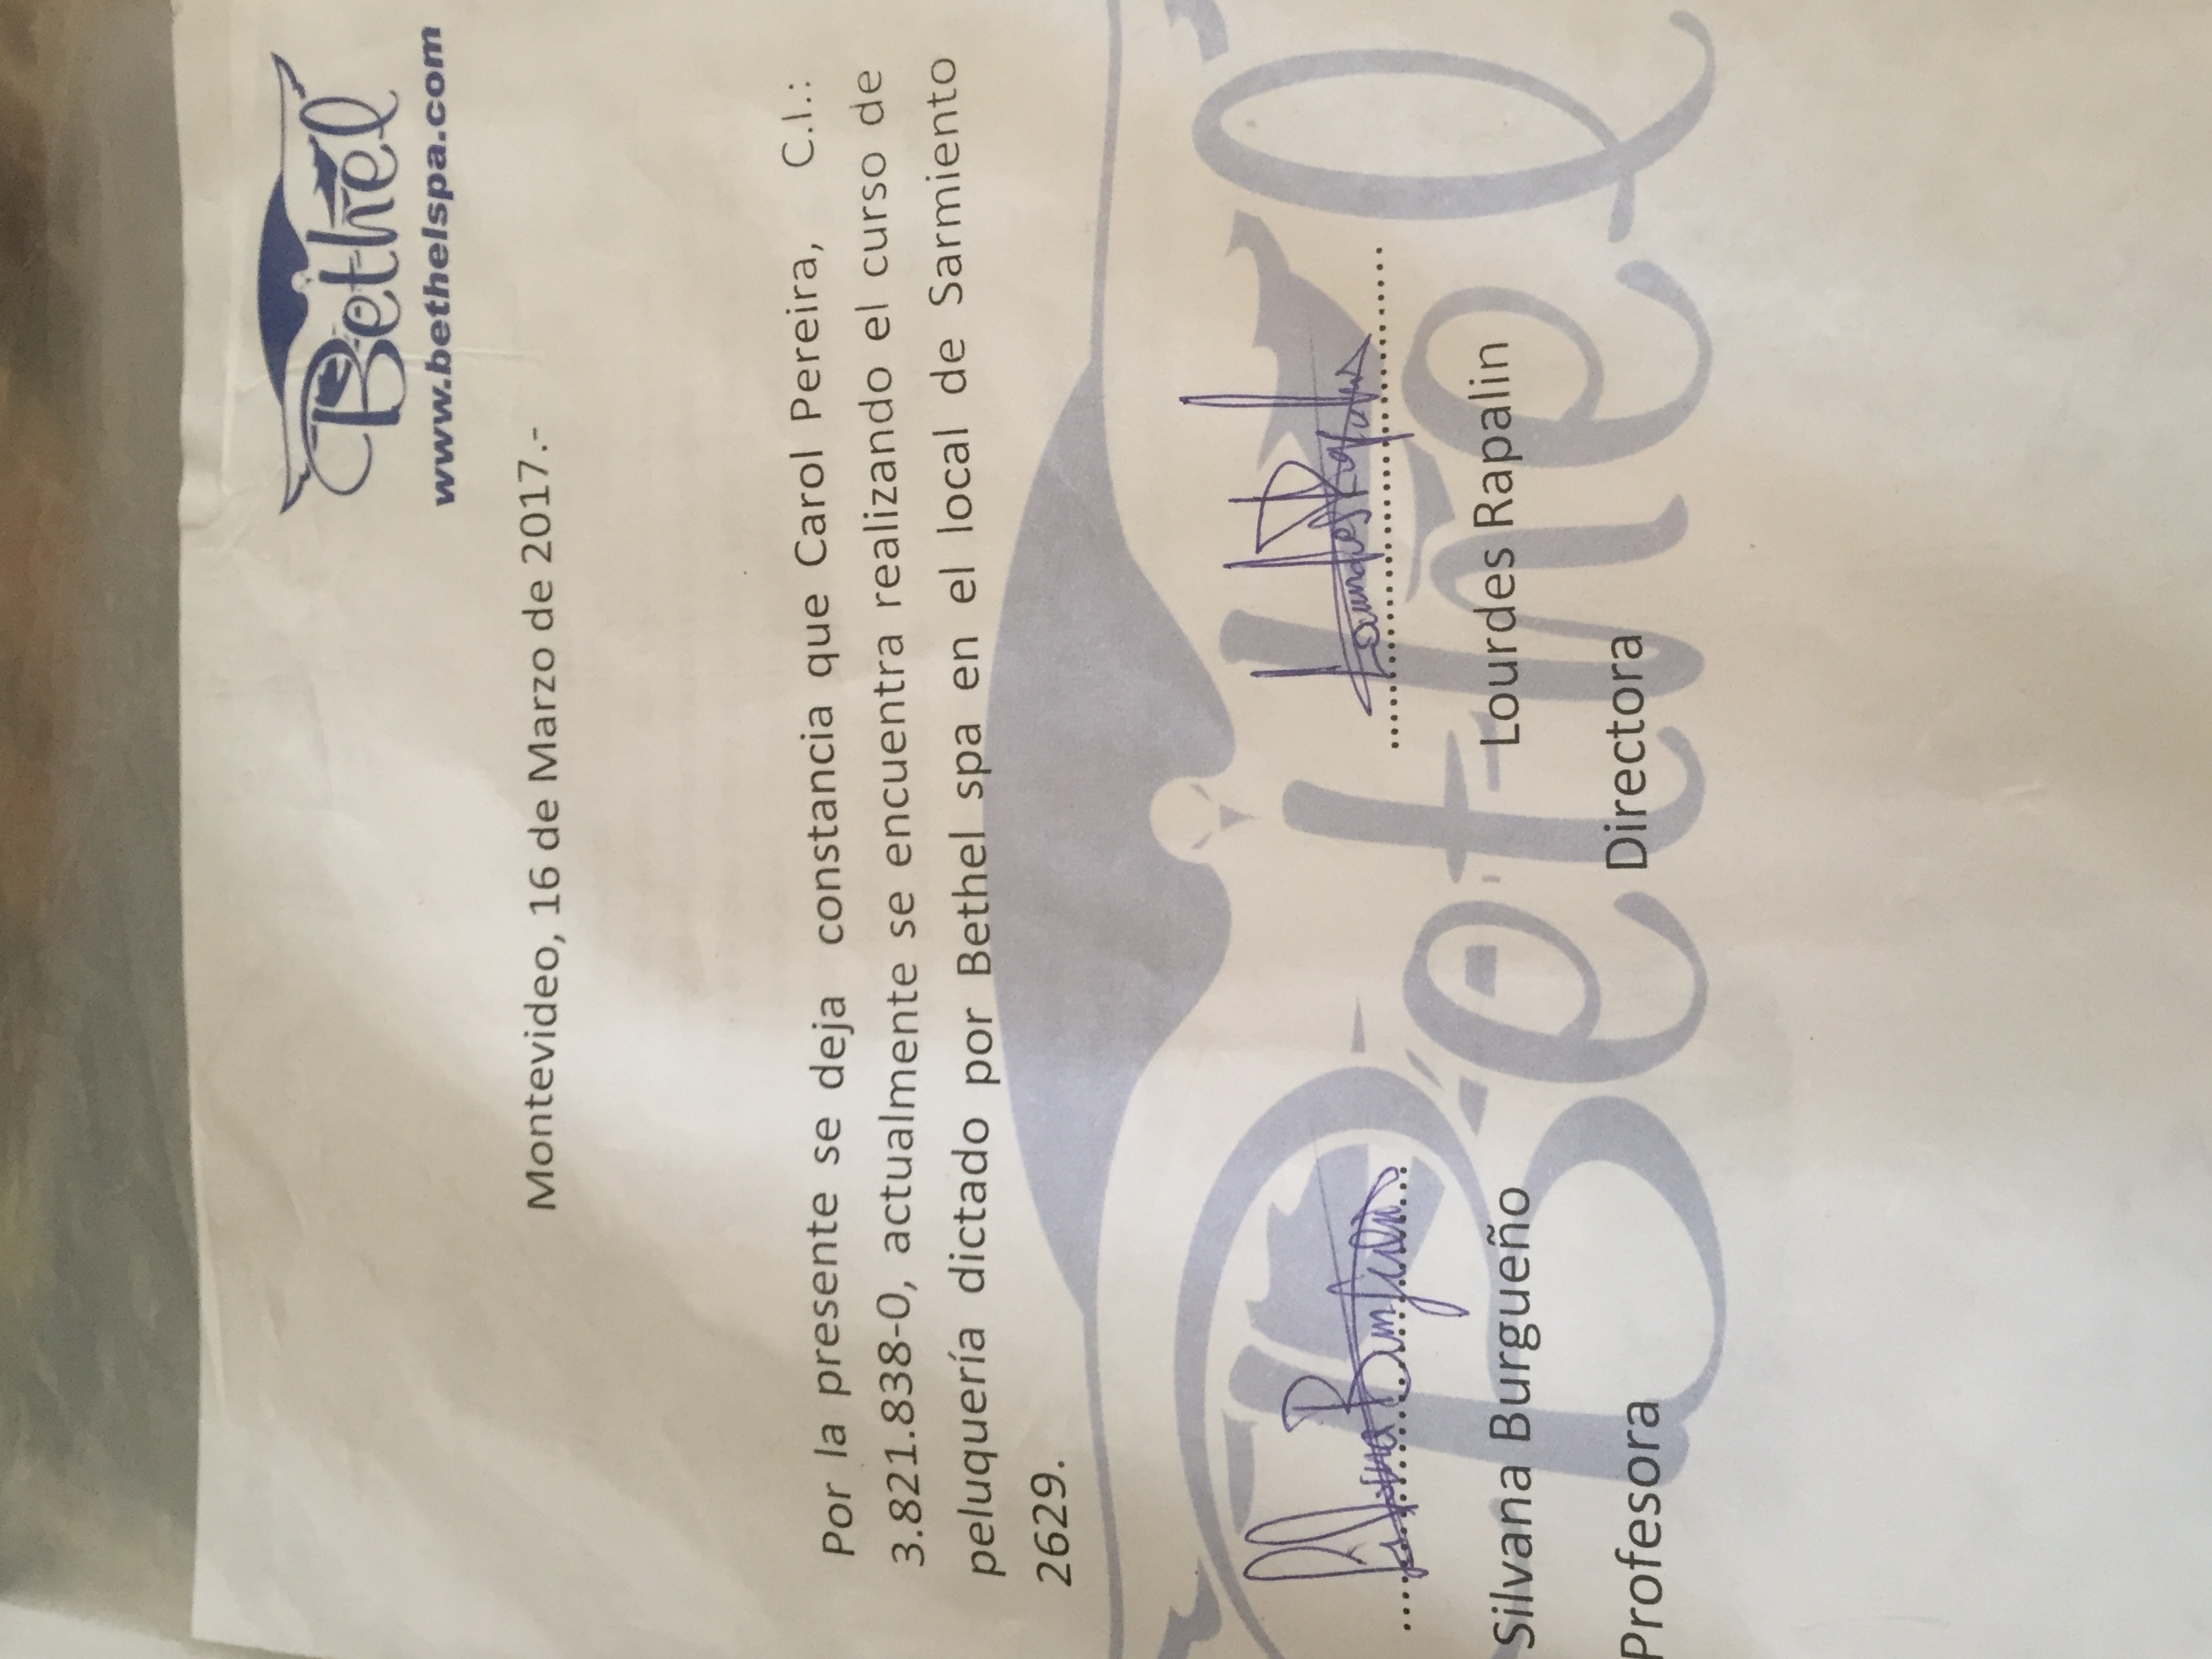 Bethel
www.bethelspa.com
Montevideo, 16 de Marzo de 2017.-
Por la presente se deja constancia que Carol Pereira, C.I.:
3.821.838-0, actualmente se encuentra realizando el curso de
peluquería dictado por Bethel spa en el local de Sarmiento
2629.
Bethel
Silvana Burgueño
Lourdes Rapalin
Silvana Burgueño
Lourdes Rapalin
Profesora
Directora